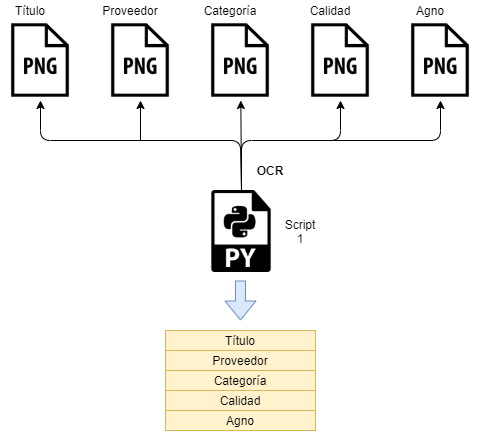 Título
Proveedor
Categoría
Calidad
Agno
PNG
PNG
PNG
PNG
PNG
OCR
Script
1
PY
Título
Proveedor
Categoría
Calidad
Agno